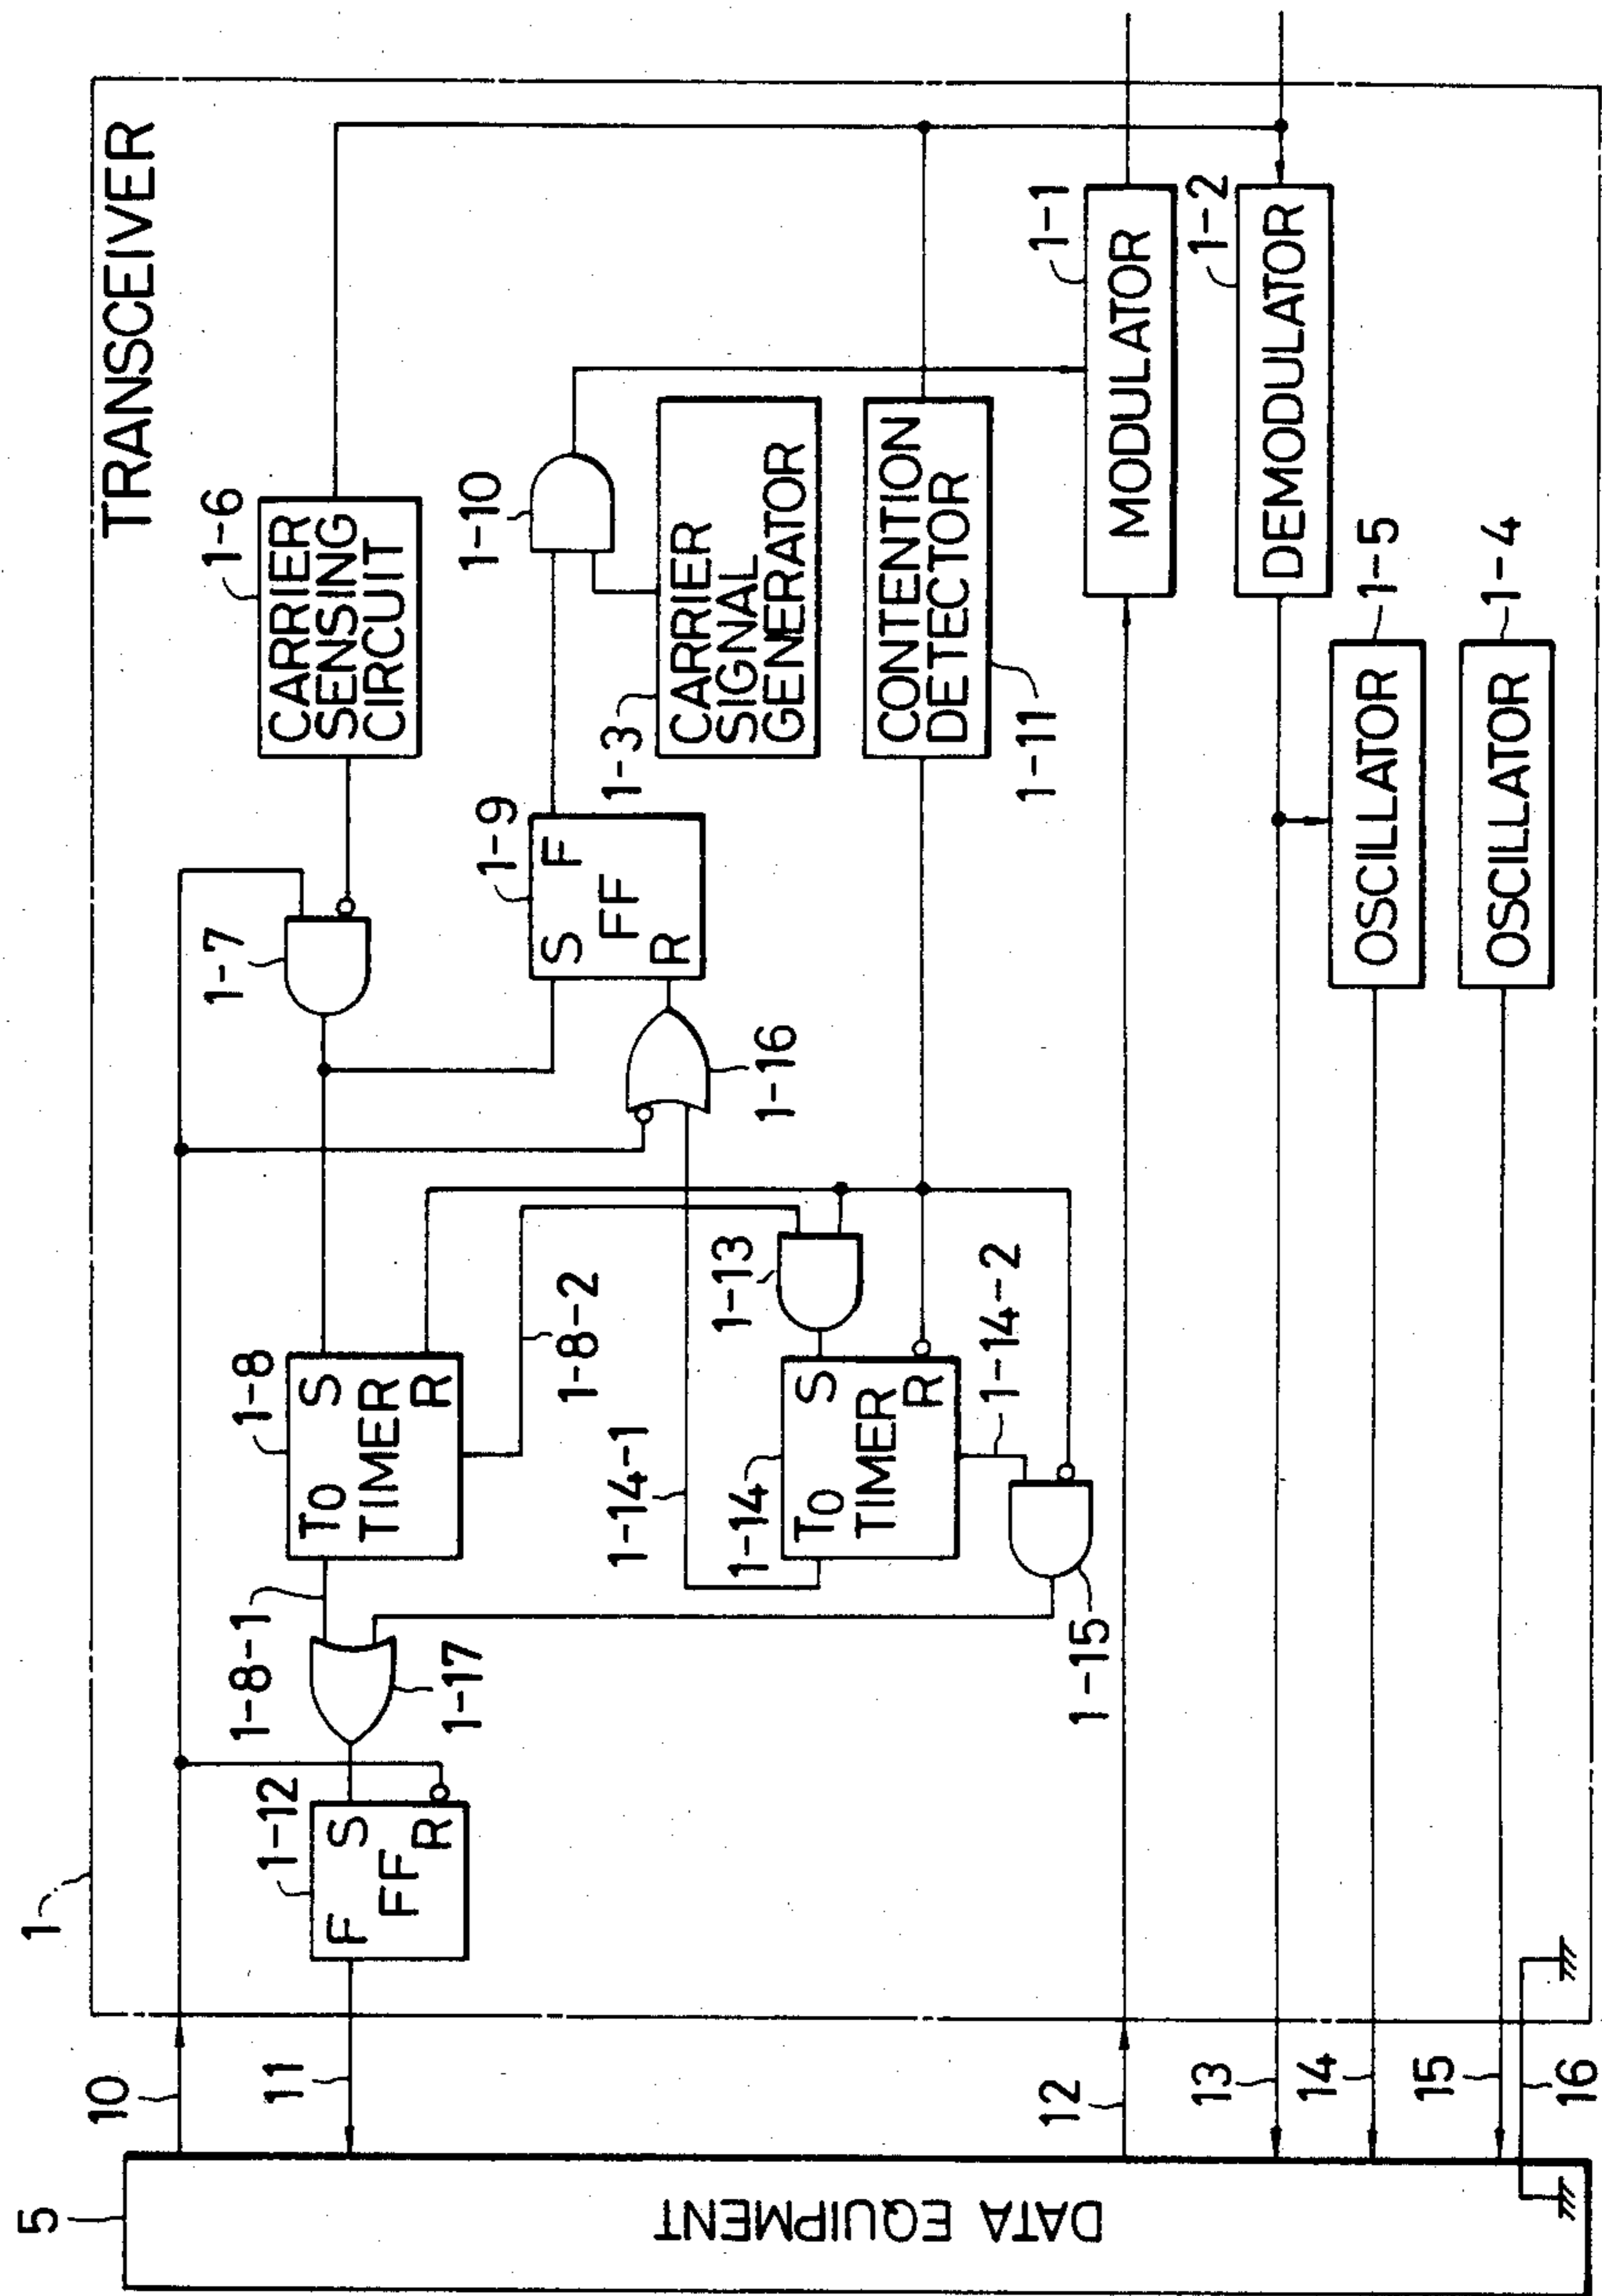 TRANSCEIVER
1
1-6
CARRIER
SENSING
CIRCUIT
1-7
1-10
1-9
S F
FF
R
1-3
CARRIER
SIGNAL
GENERATOR
1-16
CONTENTION
DETECTOR
1-11
1-8
T0 S
TIMER
R
1-8-1
1-8-2
1-17
1-12
F S
FF
R
1-13
1-14-1
1-14
T0 S
TIMER
R
1-14-2
1-15
1-1
MODULATOR
1-2
DEMODULATOR
1-5
OSCILLATOR
1-4
OSCILLATOR
10
11
12
13
14
15
16
5
DATA EQUIPMENT